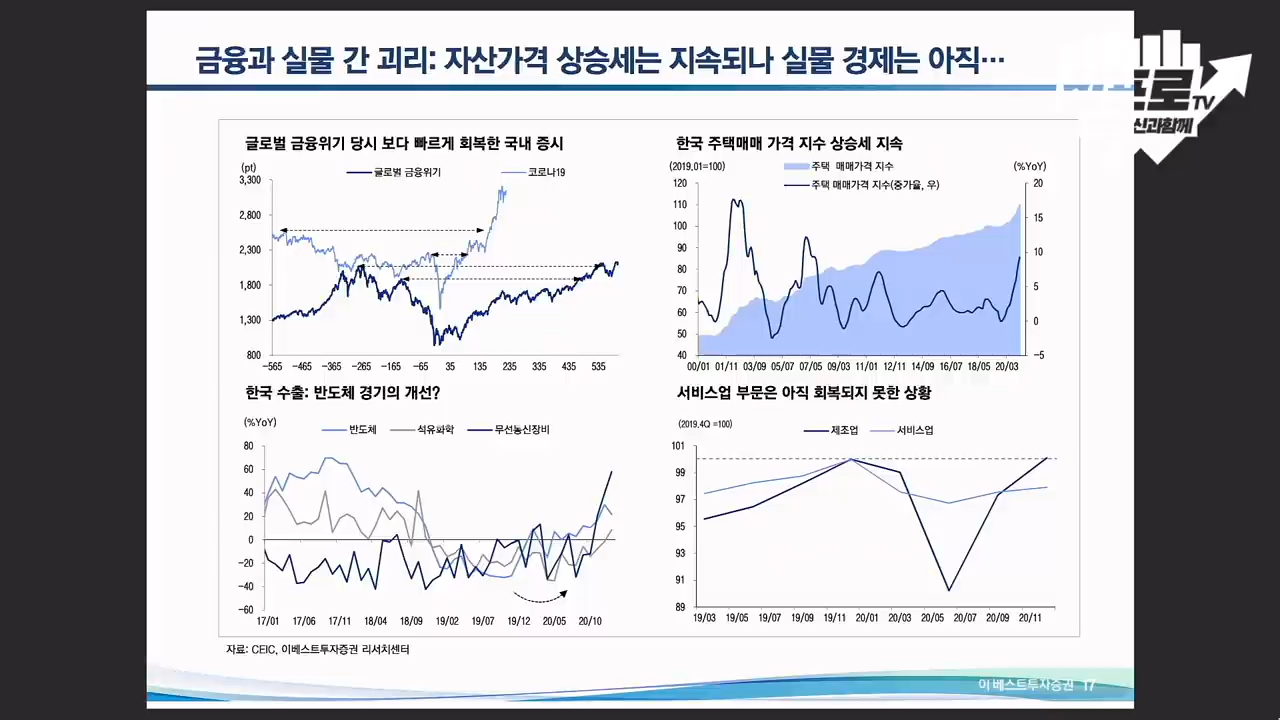 금융과 실물 간 괴리: 자산가격 상승세는 지속되나 실물 경제는 아직…
프로TV
신과함께
글로벌 금융위기 당시 보다 빠르게 회복한 국내 증시
(pt)
글로벌 금융위기 코로나19
3,300
2,800
2,300
1,800
1,300
800
-565 -465 -365 -265 -165 -65 35 135 235 335 435 535
한국 주택매매 가격 지수 상승세 지속
(2019.01=100) 주택 매매가격 지수 (%YoY)
주택 매매가격 지수(증가율, 우)
120
110
100
90
80
70
60
50
40
20
15
10
5
0
-5
00/01 01/11 03/09 05/07 07/05 09/03 11/01 12/11 14/09 16/07 18/05 20/03
한국 수출: 반도체 경기의 개선?
(%YoY)
반도체 석유화학 무선통신장비
80
60
40
20
0
-20
-40
-60
17/01 17/06 17/11 18/04 18/09 19/02 19/07 19/12 20/05 20/10
서비스업 부문은 아직 회복되지 못한 상황
(2019.4Q =100)
제조업 서비스업
101
99
97
95
93
91
89
19/03 19/05 19/07 19/09 19/11 20/01 20/03 20/05 20/07 20/09 20/11
자료: CEIC, 이베스트투자증권 리서치센터
이베스트투자증권 17